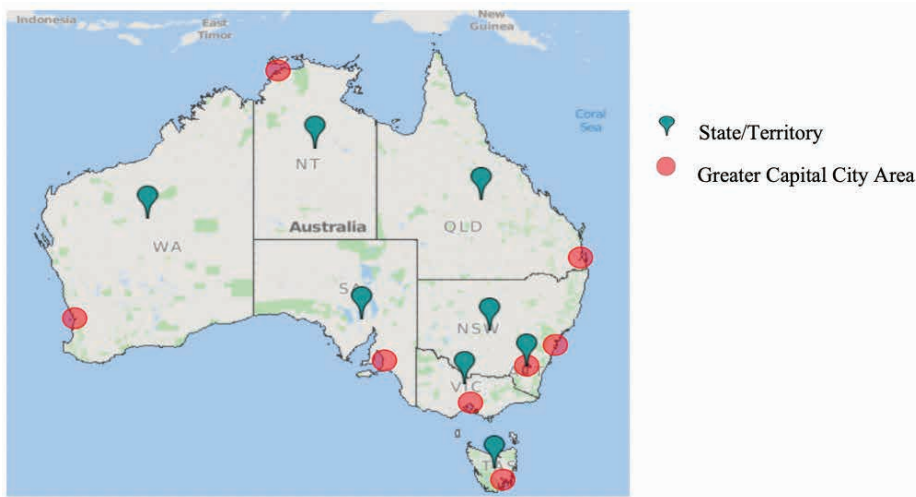 Indonesia
East
Timor
New
Guinea
Coral
Sea
NT
WA
Australia
QLD
SA
NSW
VIC
TAS
State/Territory
Greater Capital City Area